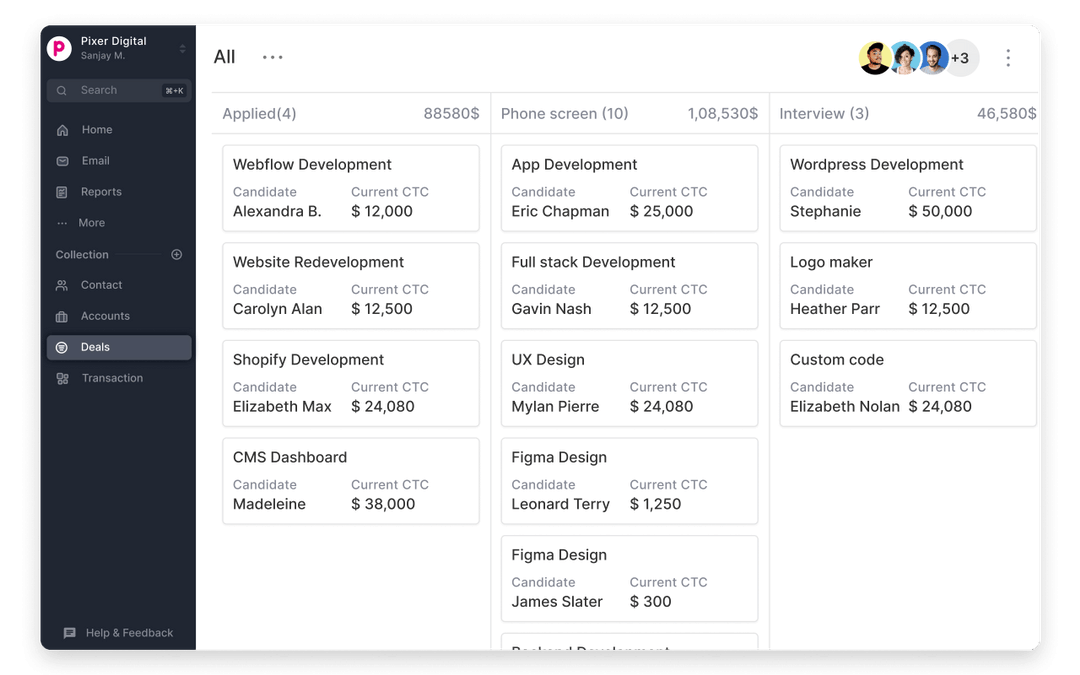 P
Pixer Digital
Sanjay M.
Search ⌘+K
Home
Email
Reports
More
Collection
Contact
Accounts
Deals
Transaction
Help & Feedback
All
+3
Applied(4) 88580$
Webflow Development
Candidate Current CTC
Alexandra B. $ 12,000
Website Redevelopment
Candidate Current CTC
Carolyn Alan $ 12,500
Shopify Development
Candidate Current CTC
Elizabeth Max $ 24,080
CMS Dashboard
Candidate Current CTC
Madeleine $ 38,000
Phone screen (10) 1,08,530$
App Development
Candidate Current CTC
Eric Chapman $ 25,000
Full stack Development
Candidate Current CTC
Gavin Nash $ 12,500
UX Design
Candidate Current CTC
Mylan Pierre $ 24,080
Figma Design
Candidate Current CTC
Leonard Terry $ 1,250
Figma Design
Candidate Current CTC
James Slater $ 300
Backend Development
Interview (3) 46,580$
Wordpress Development
Candidate Current CTC
Stephanie $ 50,000
Logo maker
Candidate Current CTC
Heather Parr $ 12,500
Custom code
Candidate Current CTC
Elizabeth Nolan $ 24,080